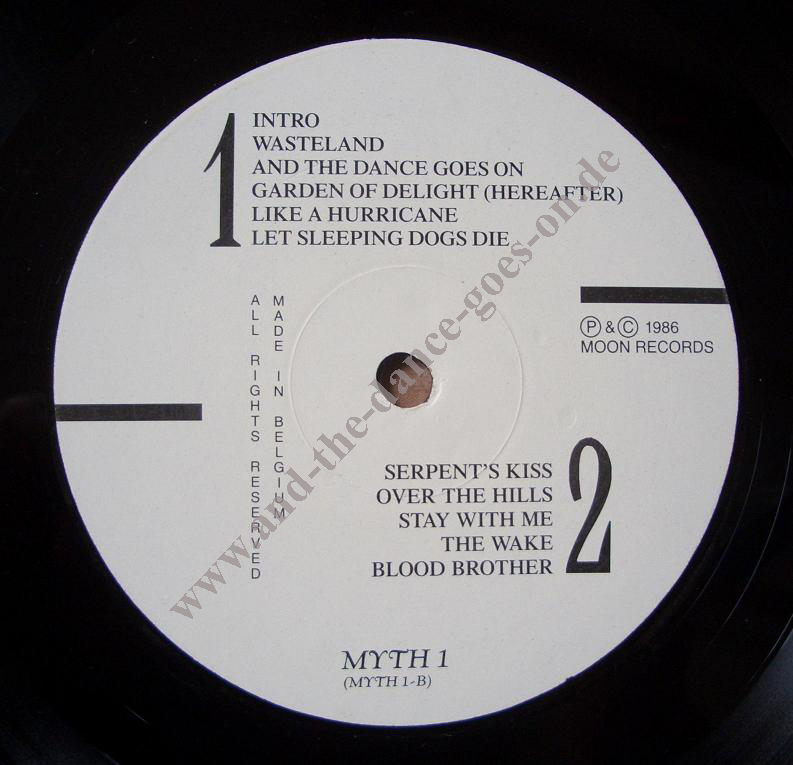 1
INTRO
WASTELAND
AND THE DANCE GOES ON
GARDEN OF DELIGHT (HEREAFTER)
LIKE A HURRICANE
LET SLEEPING DOGS DIE
ALL RIGHTS RESERVED
MADE IN BELGIUM
Ⓟ & © 1986
MOON RECORDS
2
SERPENT'S KISS
OVER THE HILLS
STAY WITH ME
THE WAKE
BLOOD BROTHER
MYTH 1
(MYTH 1-B)
www.and-the-dance-goes-on.de